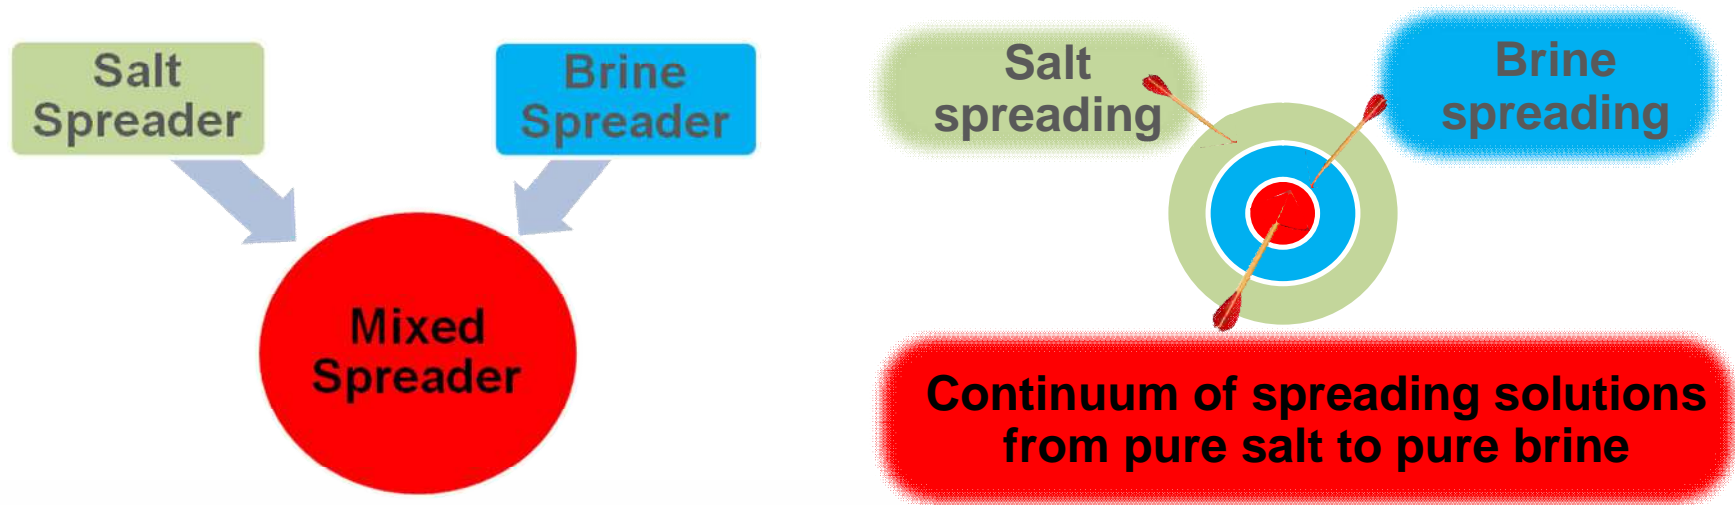 Salt
Spreader
Brine
Spreader
Mixed
Spreader
Salt
spreading
Brine
spreading
Continuum of spreading solutions
from pure salt to pure brine